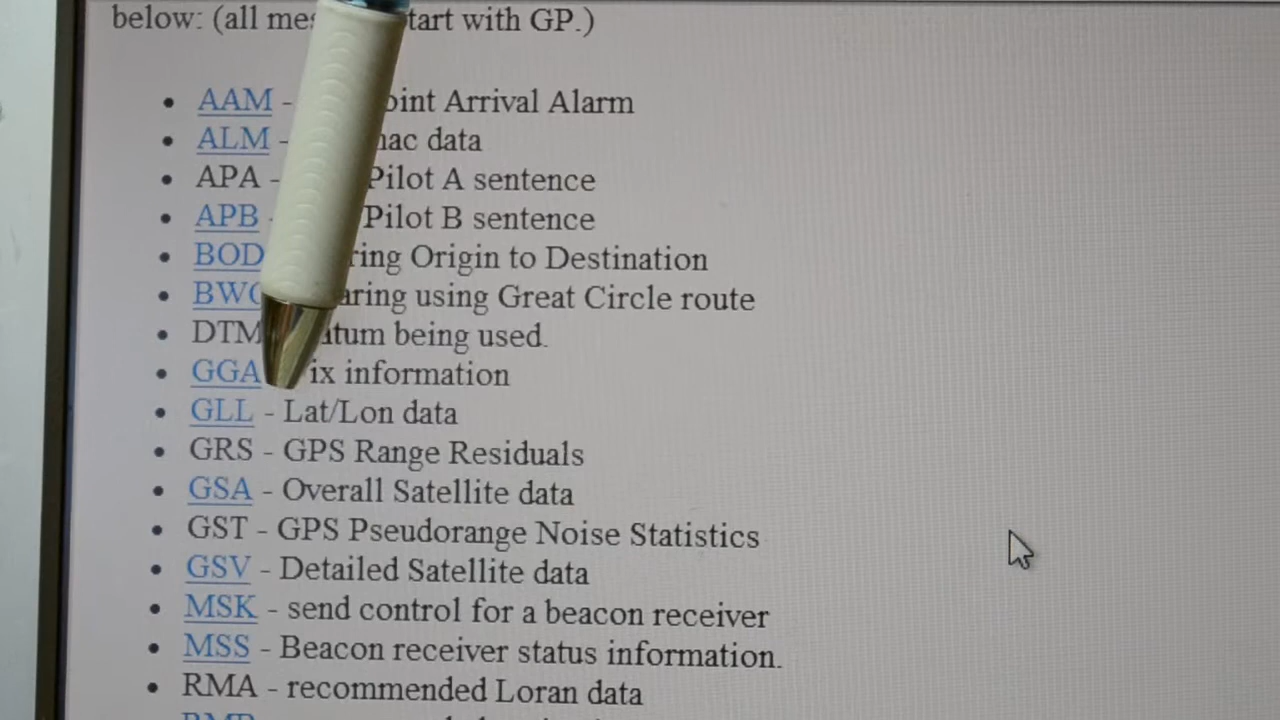 below: (all mes tart with GP.)
• AAM - oint Arrival Alarm
• ALM - nac data
• APA - Pilot A sentence
• APB - Pilot B sentence
• BOD ring Origin to Destination
• BWC aring using Great Circle route
• DTM atum being used.
• GGA ix information
• GLL - Lat/Lon data
• GRS - GPS Range Residuals
• GSA - Overall Satellite data
• GST - GPS Pseudorange Noise Statistics
• GSV - Detailed Satellite data
• MSK - send control for a beacon receiver
• MSS - Beacon receiver status information.
• RMA - recommended Loran data